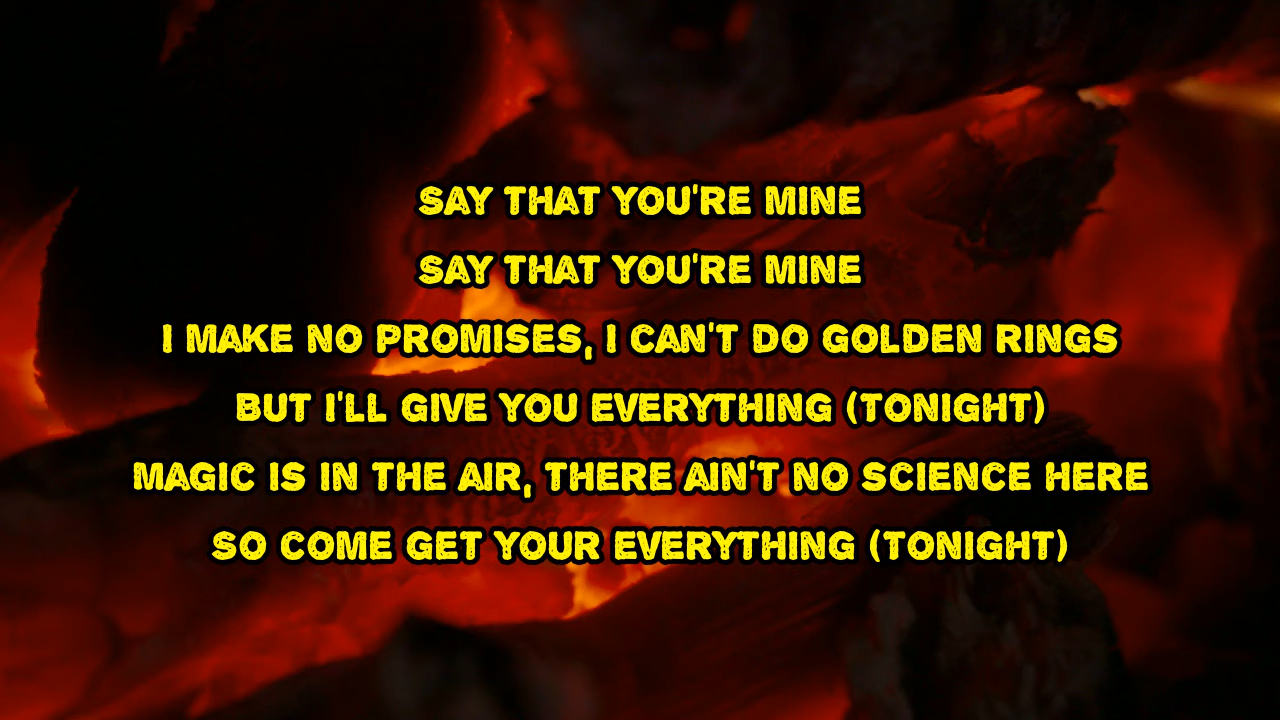 SAY THAT YOU'RE MINE
SAY THAT YOU'RE MINE
I MAKE NO PROMISES, I CAN'T DO GOLDEN RINGS
BUT I'LL GIVE YOU EVERYTHING (TONIGHT)
MAGIC IS IN THE AIR, THERE AIN'T NO SCIENCE HERE
SO COME GET YOUR EVERYTHING (TONIGHT)